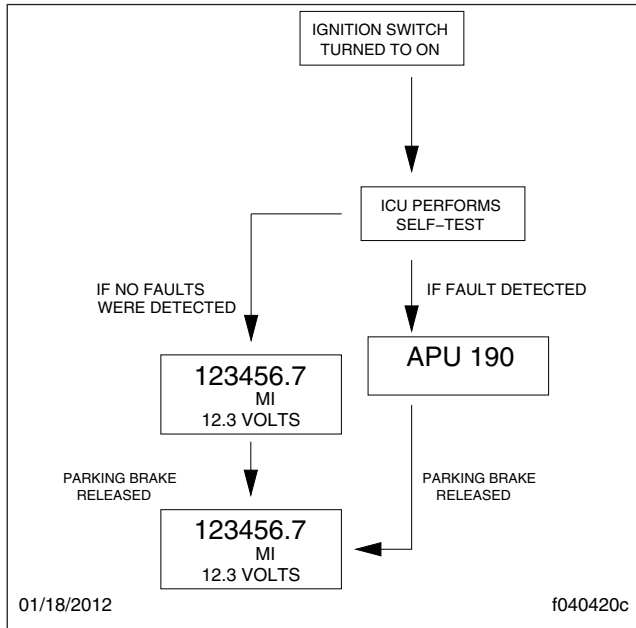 IGNITION SWITCH
TURNED TO ON
ICU PERFORMS
SELF−TEST
IF NO FAULTS
WERE DETECTED
IF FAULT DETECTED
123456.7
MI
12.3 VOLTS
APU 190
PARKING BRAKE
RELEASED
PARKING BRAKE
RELEASED
123456.7
MI
12.3 VOLTS
01/18/2012
f040420c